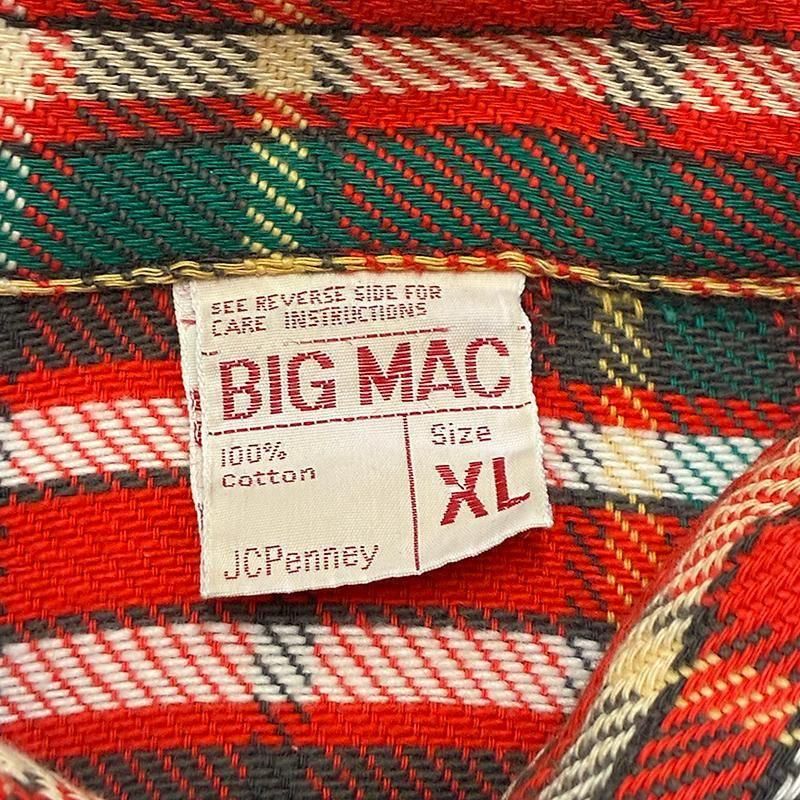 SEE REVERSE SIDE FOR
CARE INSTRUCTIONS
BIG MAC
100%
Cotton
Size
XL
JCPenney